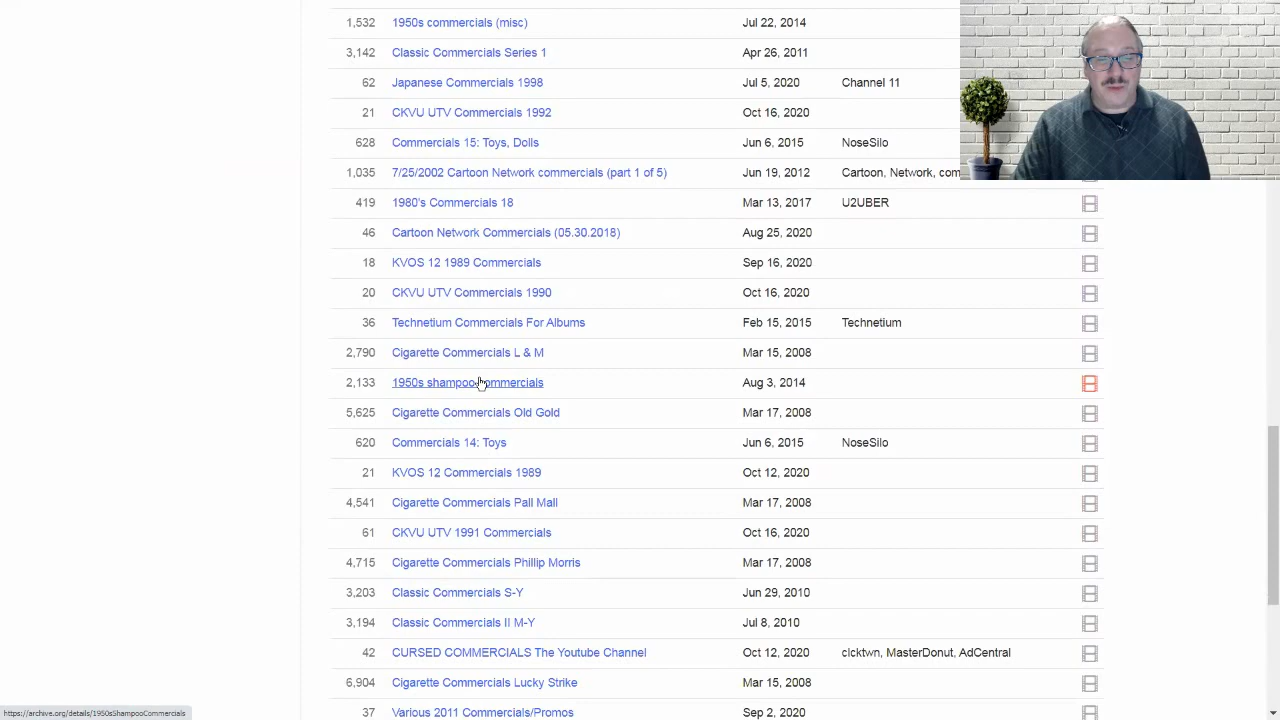 1,532 1950s commercials (misc) Jul 22, 2014
3,142 Classic Commercials Series 1 Apr 26, 2011
62 Japanese Commercials 1998 Jul 5, 2020 Channel 11
21 CKVU UTV Commercials 1992 Oct 16, 2020
628 Commercials 15: Toys, Dolls Jun 6, 2015 NoseSilo
1,035 7/25/2002 Cartoon Network commercials (part 1 of 5) Jun 13, 2012 Cartoon, Network, com
419 1980's Commercials 18 Mar 13, 2017 U2UBER
46 Cartoon Network Commercials (05.30.2018) Aug 25, 2020
18 KVOS 12 1989 Commercials Sep 16, 2020
20 CKVU UTV Commercials 1990 Oct 16, 2020
36 Technetium Commercials For Albums Feb 15, 2015 Technetium
2,790 Cigarette Commercials L & M Mar 15, 2008
2,133 1950s shampoo commercials Aug 3, 2014
5,625 Cigarette Commercials Old Gold Mar 17, 2008
620 Commercials 14: Toys Jun 6, 2015 NoseSilo
21 KVOS 12 Commercials 1989 Oct 12, 2020
4,541 Cigarette Commercials Pall Mall Mar 17, 2008
61 CKVU UTV 1991 Commercials Oct 16, 2020
4,715 Cigarette Commercials Phillip Morris Mar 17, 2008
3,203 Classic Commercials S-Y Jun 29, 2010
3,194 Classic Commercials II M-Y Jul 8, 2010
42 CURSED COMMERCIALS The Youtube Channel Oct 12, 2020 clcktwn, MasterDonut, AdCentral
6,904 Cigarette Commercials Lucky Strike Mar 15, 2008
37 Various 2011 Commercials/Promos
https://archive.org/details/1950sShampooCommercials